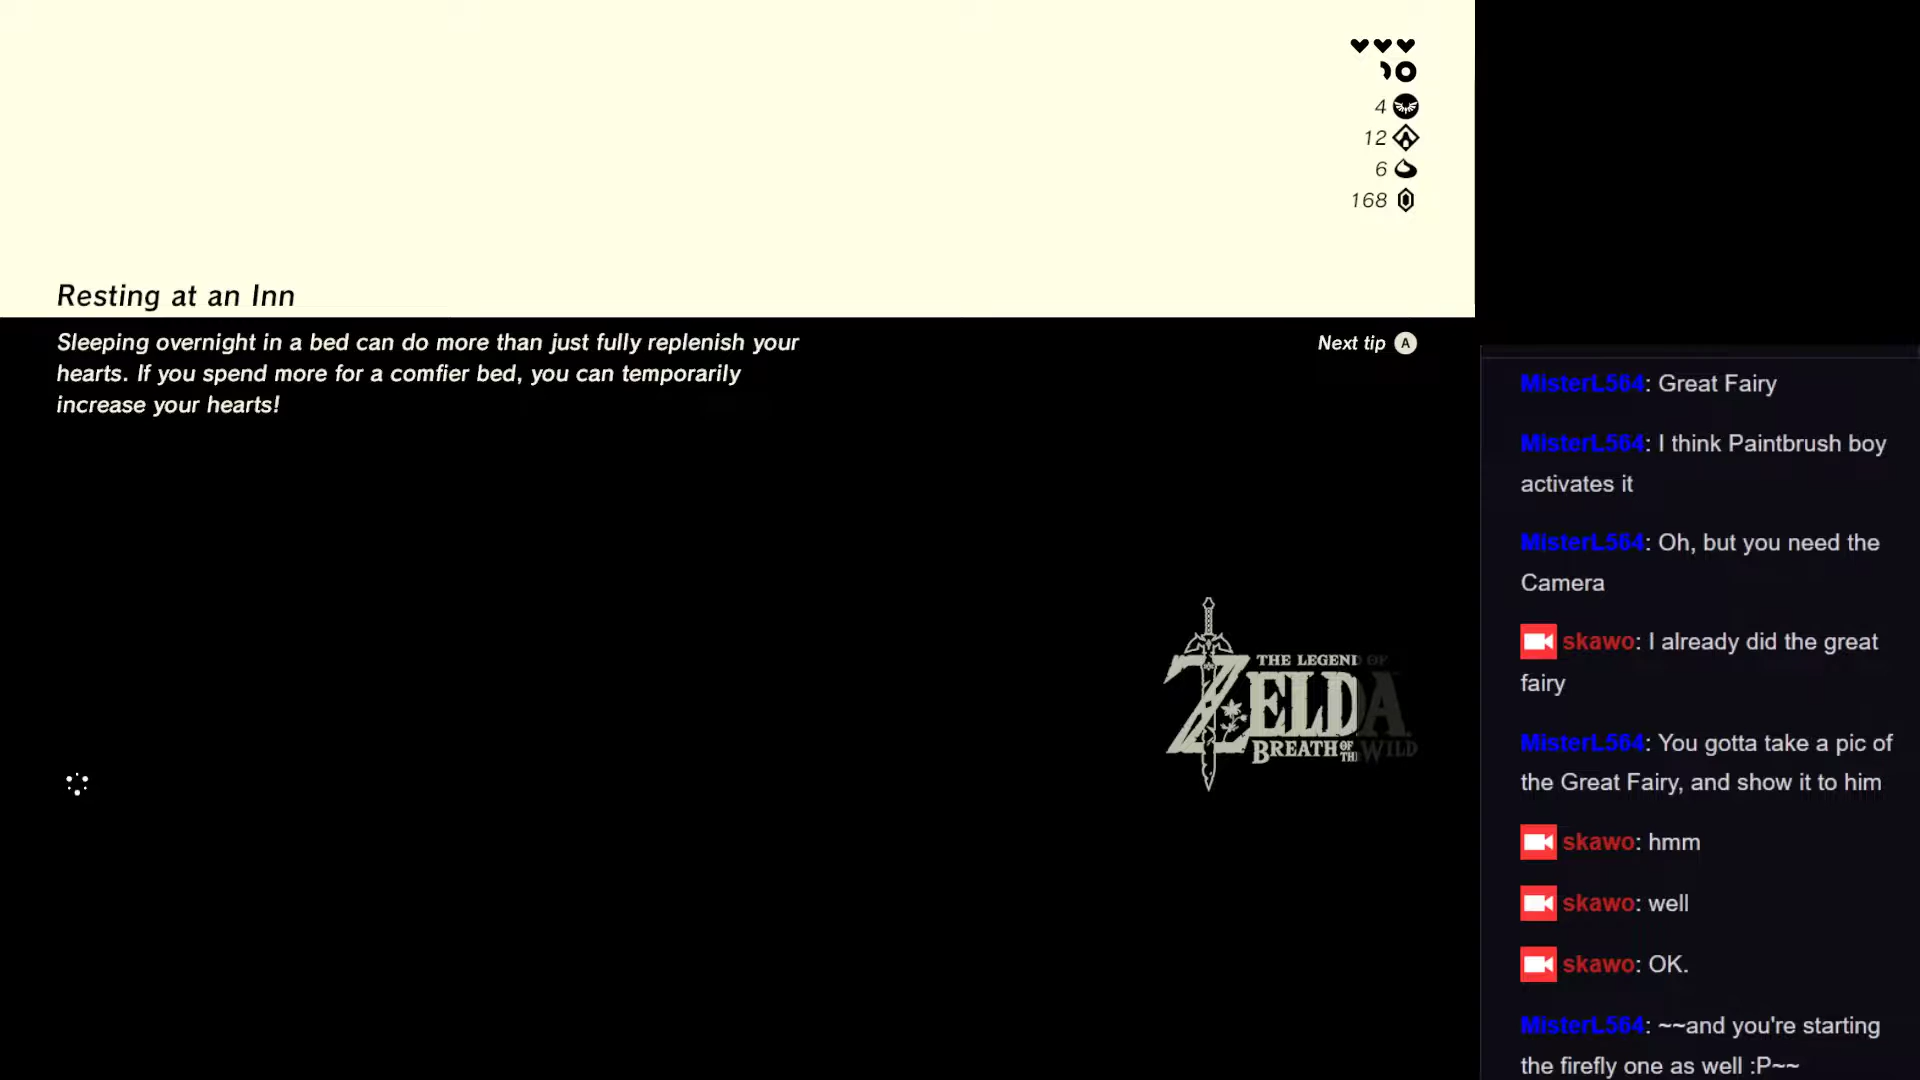 4
12
6
168
Resting at an Inn
Sleeping overnight in a bed can do more than just fully replenish your
hearts. If you spend more for a comfier bed, you can temporarily
increase your hearts!
Next tip A
THE LEGEND OF
ZELDA
BREATH OF THE WILD
MisterL564: Great Fairy
MisterL564: I think Paintbrush boy
activates it
MisterL564: Oh, but you need the
Camera
skawo: I already did the great
fairy
MisterL564: You gotta take a pic of
the Great Fairy, and show it to him
skawo: hmm
skawo: well
skawo: OK.
MisterL564: ~~and you're starting
the firefly one as well :P~~